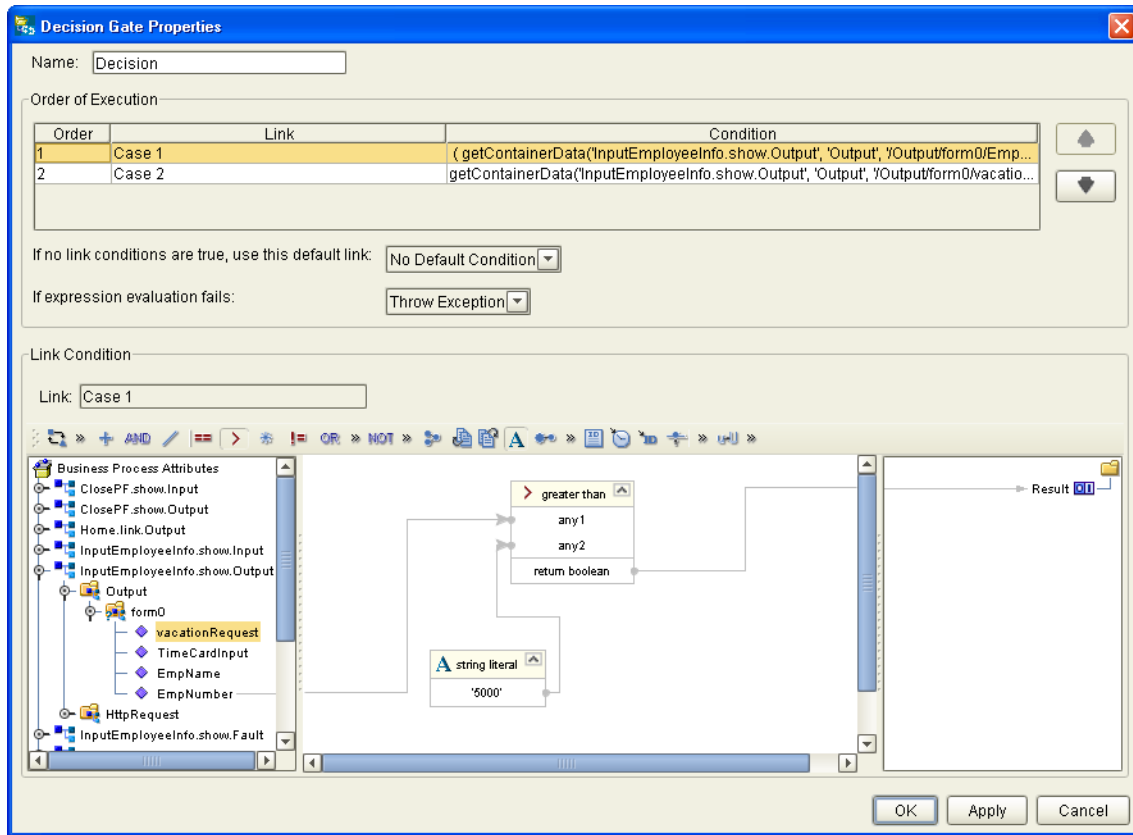 Decision Gate Properties
Name: Decision
Order of Execution
Order Link Condition
1 Case 1 ( getContainerData('InputEmployeeInfo.show.Output', 'Output', '/Output/form0/Emp...
2 Case 2 getContainerData('InputEmployeeInfo.show.Output', 'Output', '/Output/form0/vacatio...
If no link conditions are true, use this default link: No Default Condition
If expression evaluation fails: Throw Exception
Link Condition
Link: Case 1
» AND == > != OR » NOT » A » »
Business Process Attributes
ClosePF.show.Input
ClosePF.show.Output
Home.link.Output
InputEmployeeInfo.show.Input
InputEmployeeInfo.show.Output
Output
form0
vacationRequest
TimeCardInput
EmpName
EmpNumber
HttpRequest
InputEmployeeInfo.show.Fault
> greater than
any1
any2
return boolean
A string literal
'5000'
Result
OK Apply Cancel